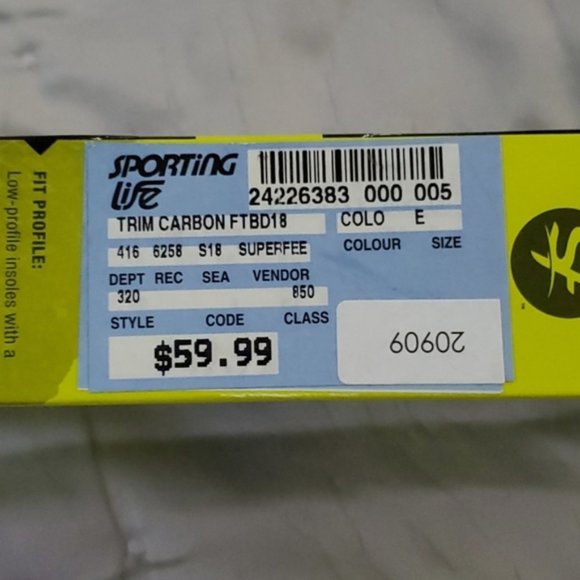 SPORTING
life
24226383 000 005
TRIM CARBON FTBD18
COLO E
COLOUR SIZE
416 6258 S18 SUPERFEE
DEPT REC SEA VENDOR
320 850
STYLE CODE CLASS
$59.99
20909
FIT PROFILE:
Low-profile insoles with a